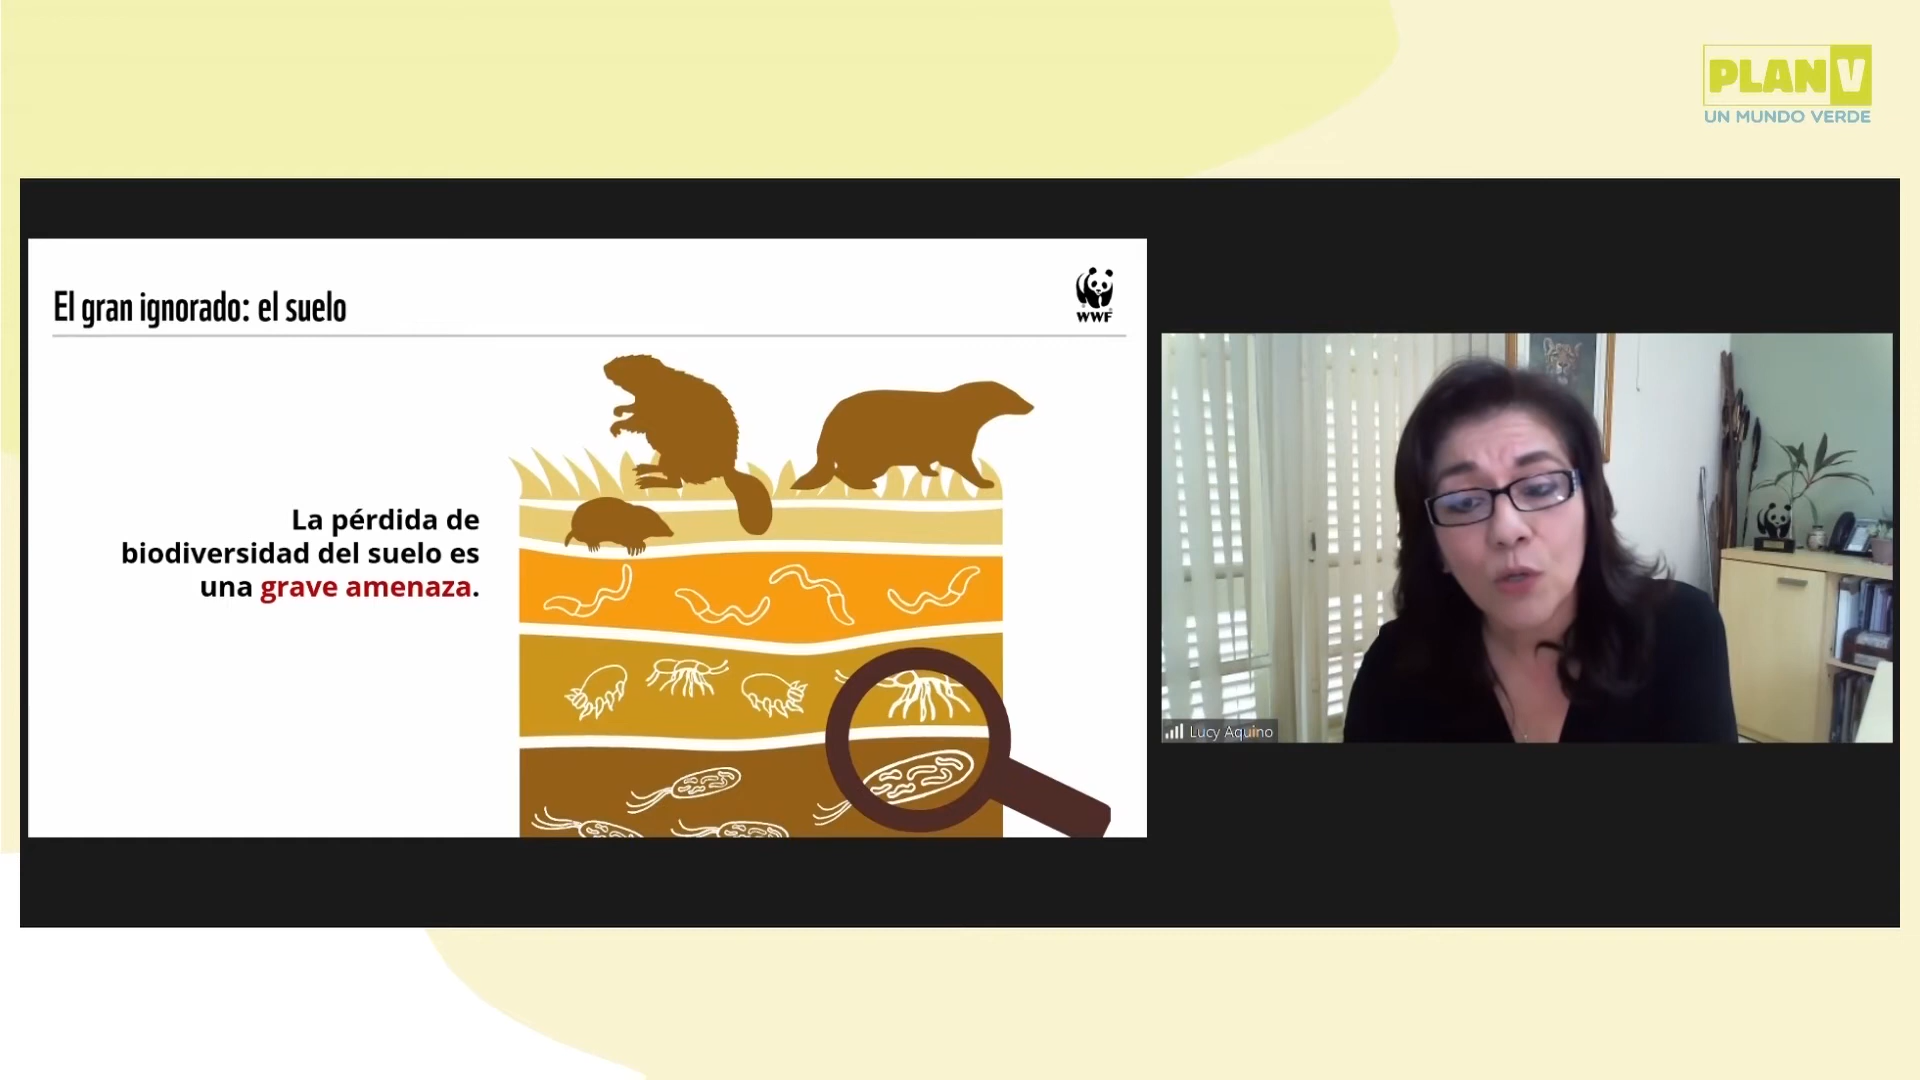 PLAN V
UN MUNDO VERDE
El gran ignorado: el suelo
WWF
La pérdida de
biodiversidad del suelo es
una grave amenaza.
Lucy Aquino